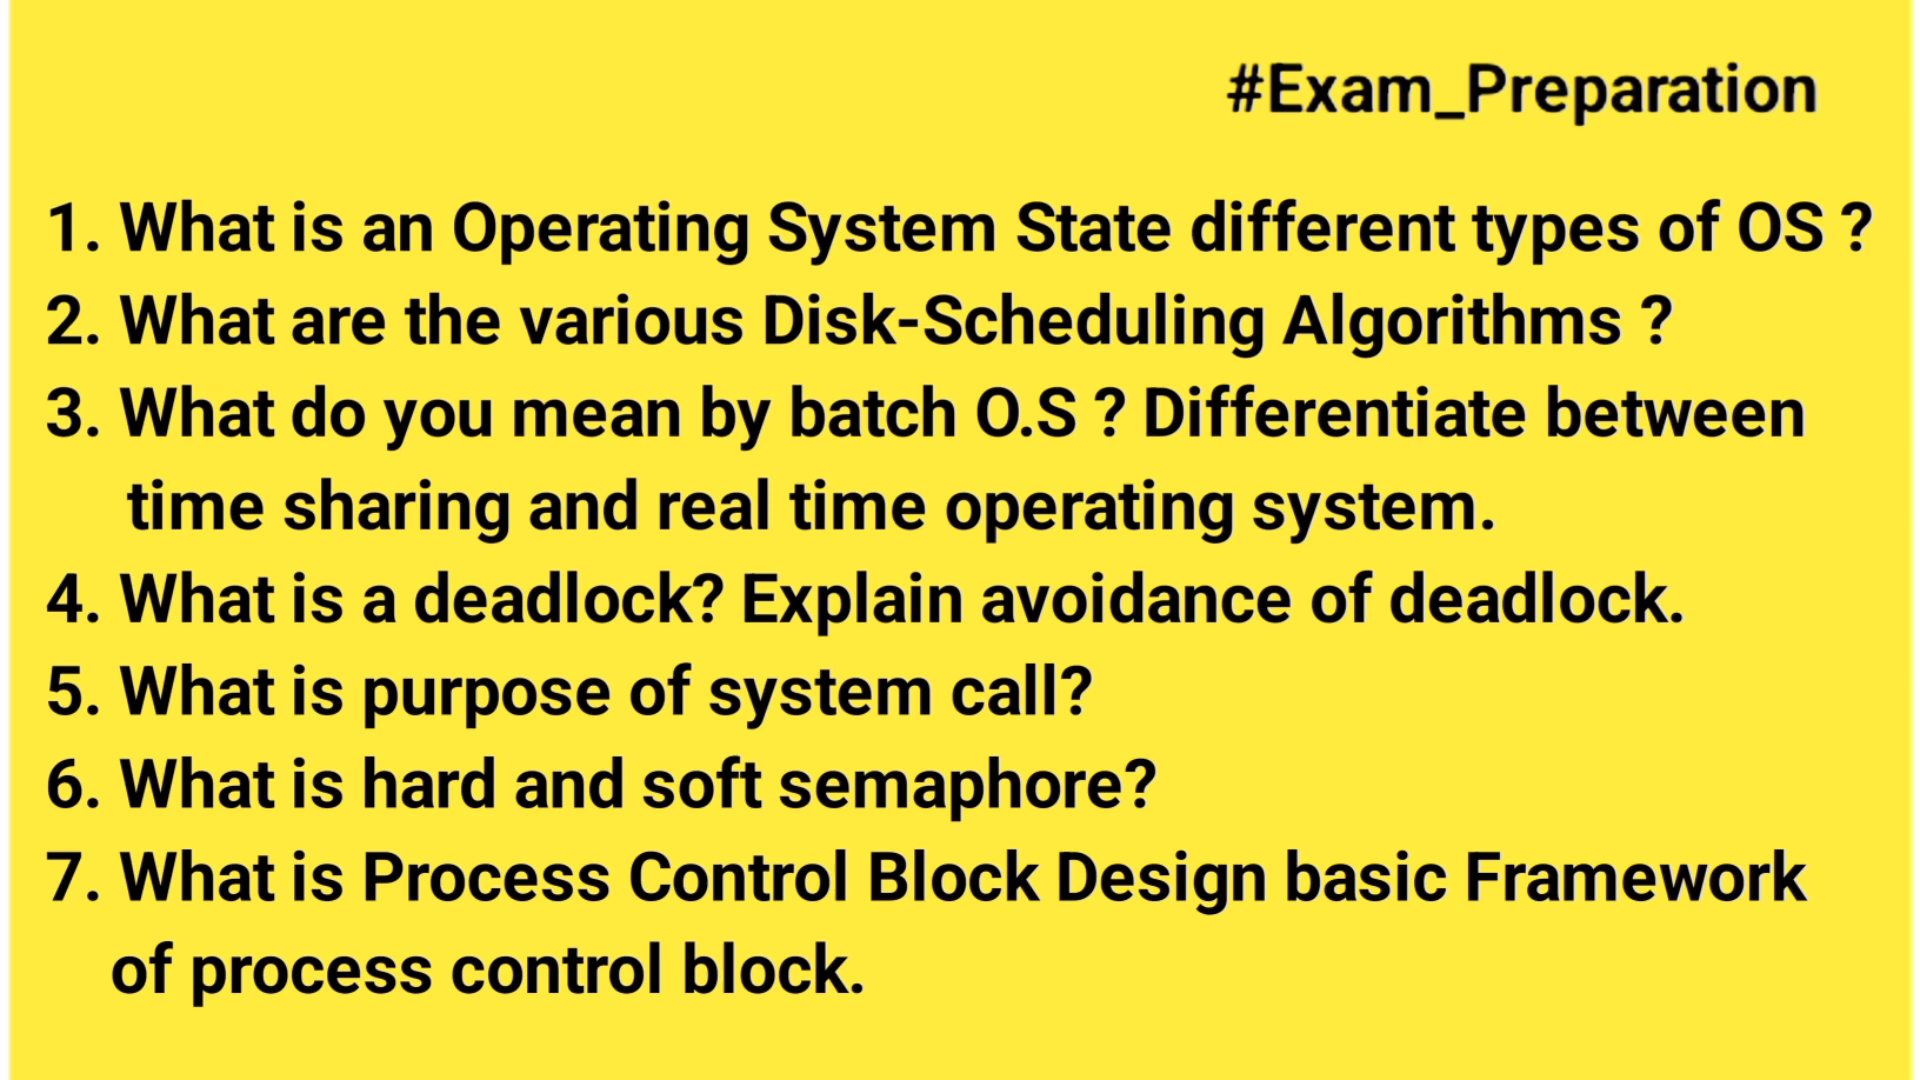 #Exam_Preparation
1. What is an Operating System State different types of OS ?
2. What are the various Disk-Scheduling Algorithms ?
3. What do you mean by batch O.S ? Differentiate between
time sharing and real time operating system.
4. What is a deadlock? Explain avoidance of deadlock.
5. What is purpose of system call?
6. What is hard and soft semaphore?
7. What is Process Control Block Design basic Framework
of process control block.